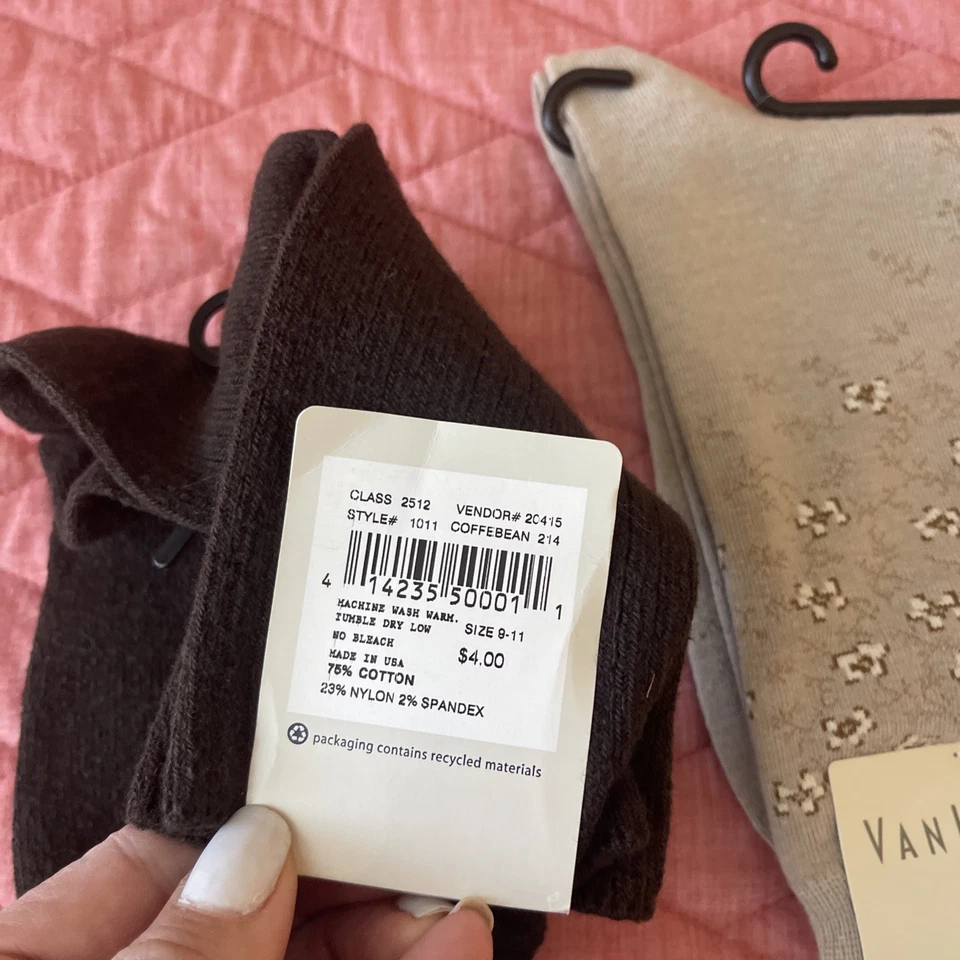 CLASS 2512 VENDOR# 20415
STYLE# 1011 COFFEBEAN 214
4 14235 50001 1
MACHINE WASH WARM.
TUMBLE DRY LOW SIZE 9-11
NO BLEACH
MADE IN USA $4.00
75% COTTON
23% NYLON 2% SPANDEX
packaging contains recycled materials
VAN